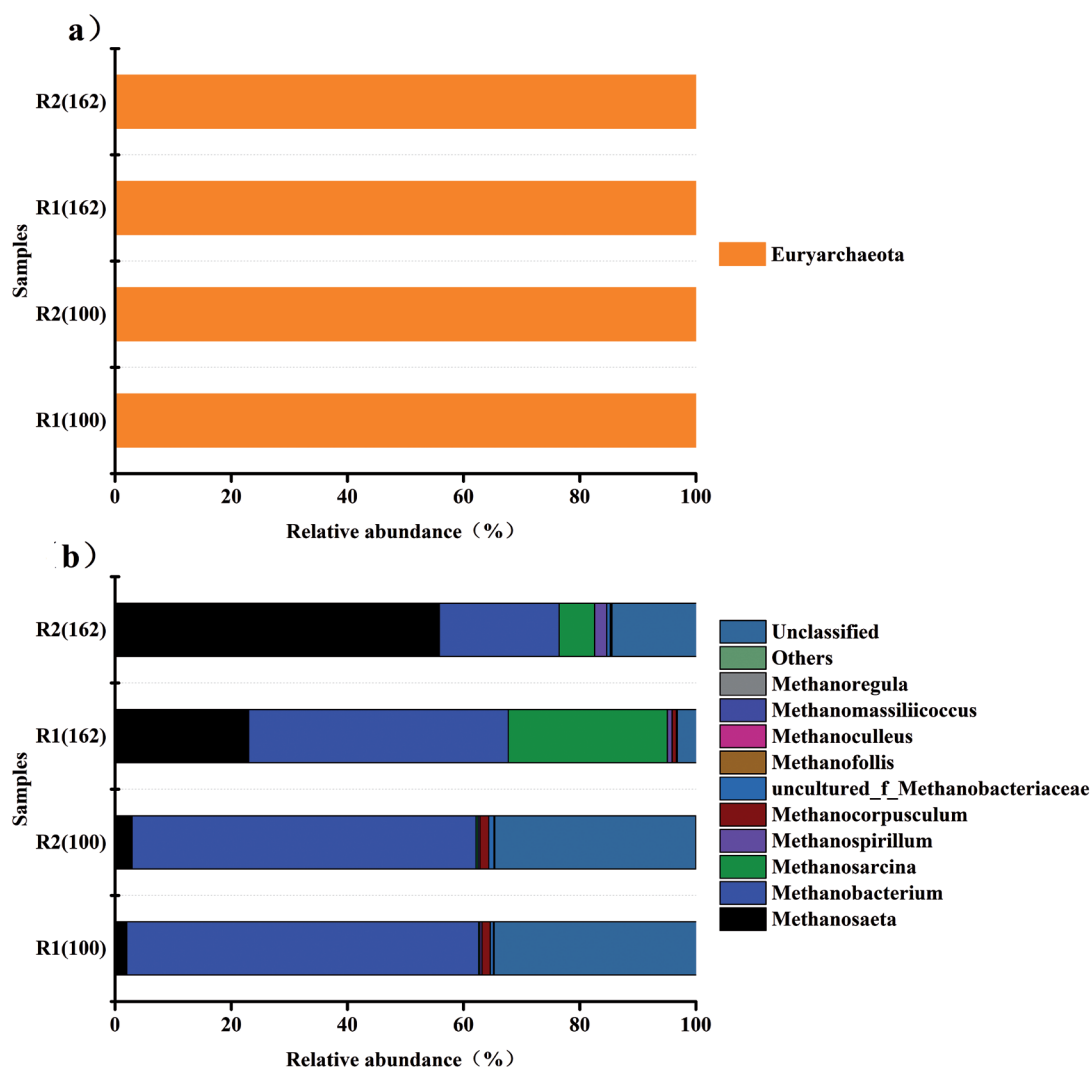 a）
R2(162)
R1(162)
R2(100)
R1(100)
Samples
0 20 40 60 80 100
Relative abundance（%）
Euryarchaeota
b）
R2(162)
R1(162)
R2(100)
R1(100)
Samples
0 20 40 60 80 100
Relative abundance（%）
Unclassified
Others
Methanoregula
Methanomassiliicoccus
Methanoculleus
Methanofollis
uncultured_f_Methanobacteriaceae
Methanocorpusculum
Methanospirillum
Methanosarcina
Methanobacterium
Methanosaeta